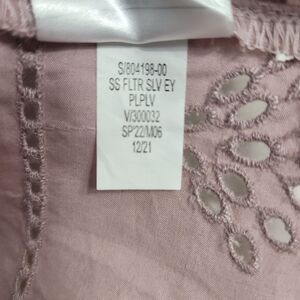 S/804198-00
SS FLTR SLV EY
PLPLV
V/300032
SP'22/M06
12/21